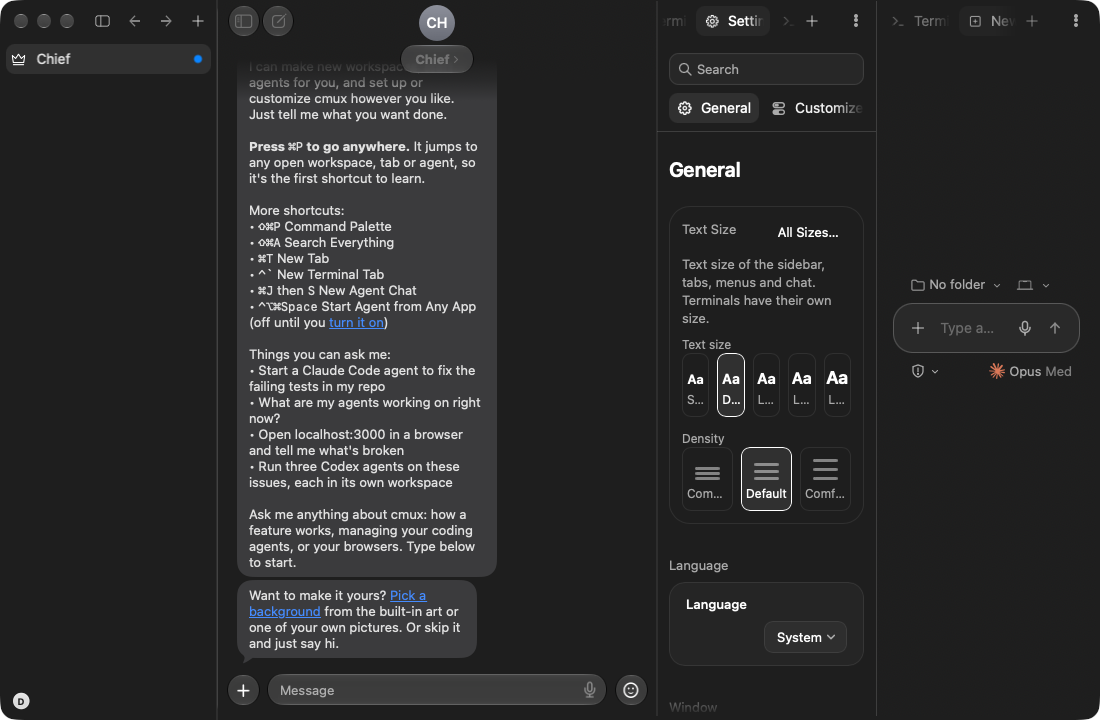 Chief
D
CH
Chief ›
I can make new workspac
agents for you, and set up or
customize cmux however you like.
Just tell me what you want done.
Press ⌘P to go anywhere. It jumps to
any open workspace, tab or agent, so
it's the first shortcut to learn.
More shortcuts:
• ⇧⌘P Command Palette
• ⇧⌘A Search Everything
• ⌘T New Tab
• ^` New Terminal Tab
• ⌘J then S New Agent Chat
• ^⌥⌘Space Start Agent from Any App
(off until you turn it on)
Things you can ask me:
• Start a Claude Code agent to fix the
failing tests in my repo
• What are my agents working on right
now?
• Open localhost:3000 in a browser
and tell me what's broken
• Run three Codex agents on these
issues, each in its own workspace
Ask me anything about cmux: how a
feature works, managing your coding
agents, or your browsers. Type below
to start.
Want to make it yours? Pick a
background from the built-in art or
one of your own pictures. Or skip it
and just say hi.
Message
Settin
Search
General
Customize
General
Text Size
All Sizes...
Text size of the sidebar,
tabs, menus and chat.
Terminals have their own
size.
Text size
Aa Aa Aa Aa Aa
S... D... L... L... L...
Density
Com... Default Comf...
Language
Language
System
Window
Termi
New
No folder
Type a...
Opus Med